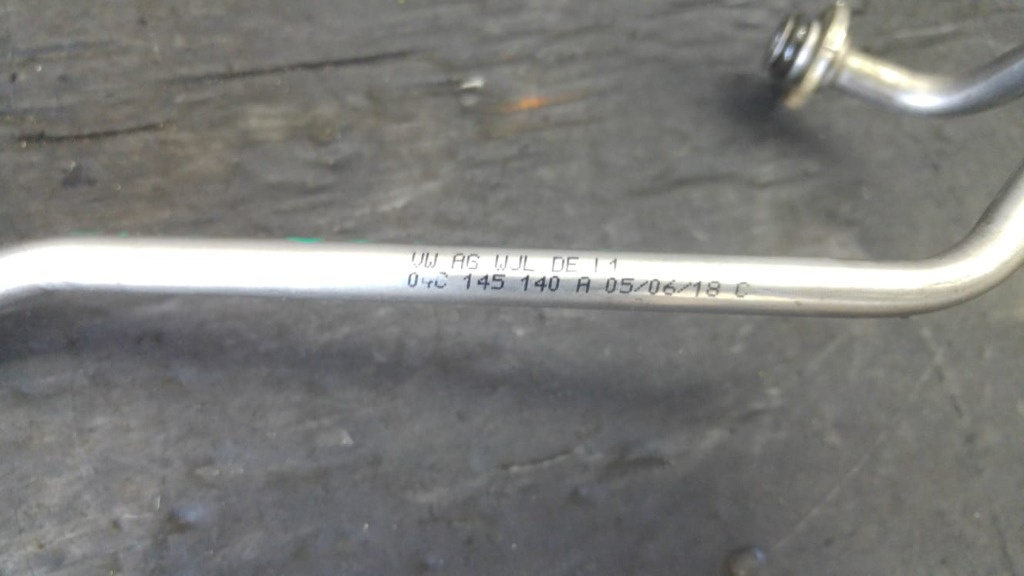 VW AG WJL DE 11
04C 145 140 A 05/06/18 C